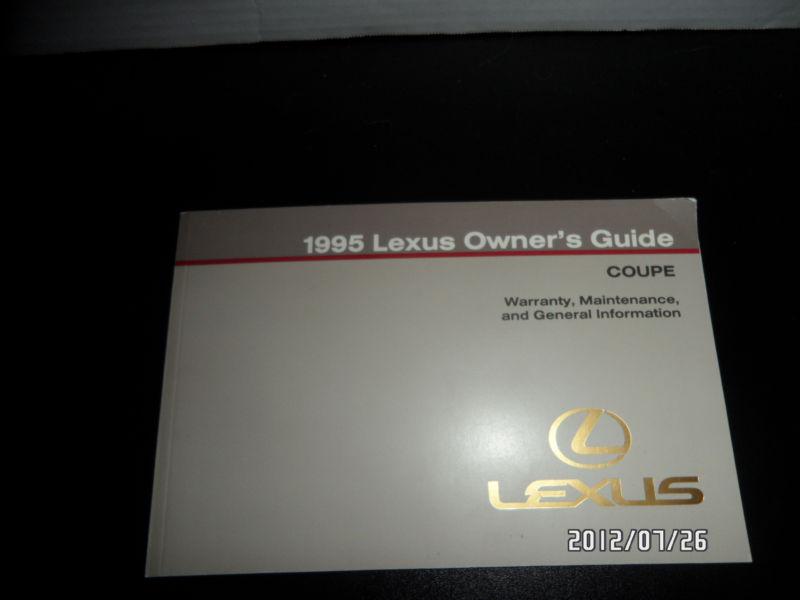 1995 Lexus Owner's Guide
COUPE
Warranty, Maintenance,
and General Information
LEXUS
2012/07/26